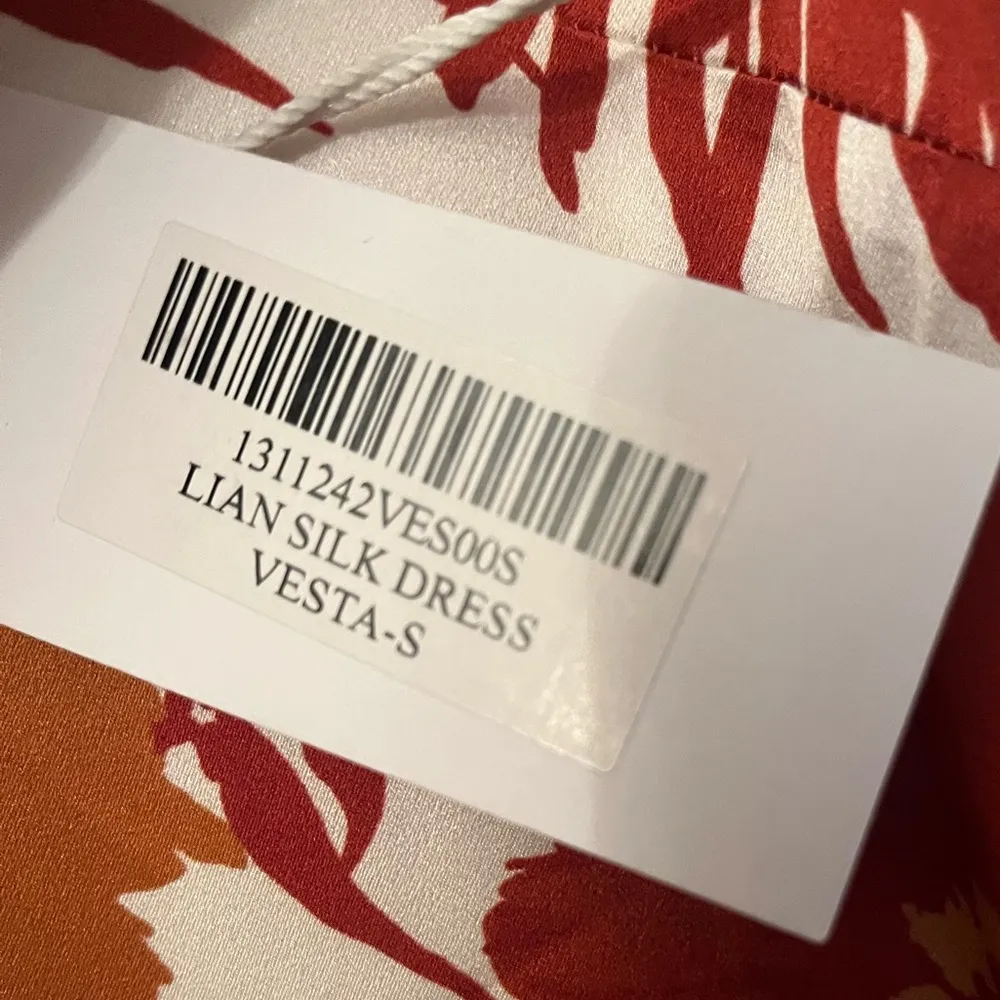 1311242VES00S
LIAN SILK DRESS
VESTA-S